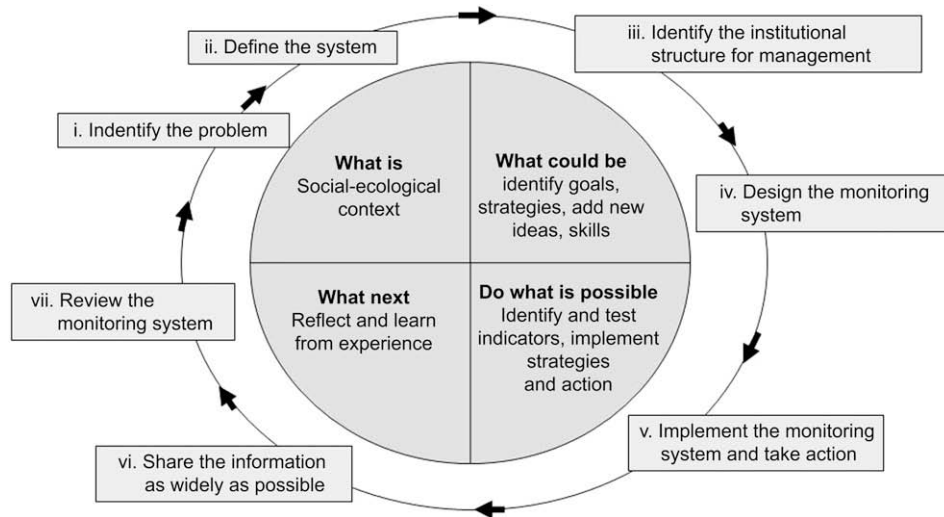 ii. Define the system
iii. Identify the institutional
structure for management
i. Indentify the problem
What is
Social-ecological
context
What could be
identify goals,
strategies, add new
ideas, skills
iv. Design the monitoring
system
vii. Review the
monitoring system
What next
Reflect and learn
from experience
Do what is possible
Identify and test
indicators, implement
strategies
and action
v. Implement the monitoring
system and take action
vi. Share the information
as widely as possible